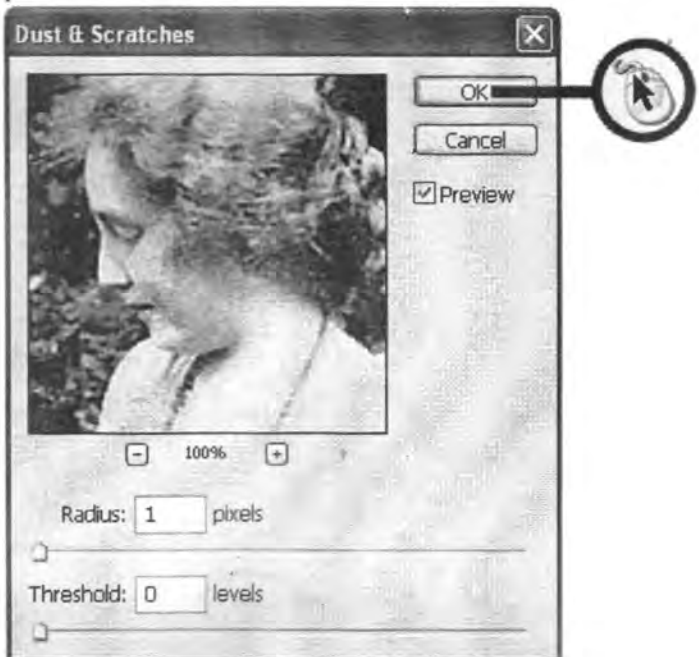 Dust & Scratches
OK
Cancel
Preview
100%
Radius: 1 pixels
Threshold: 0 levels